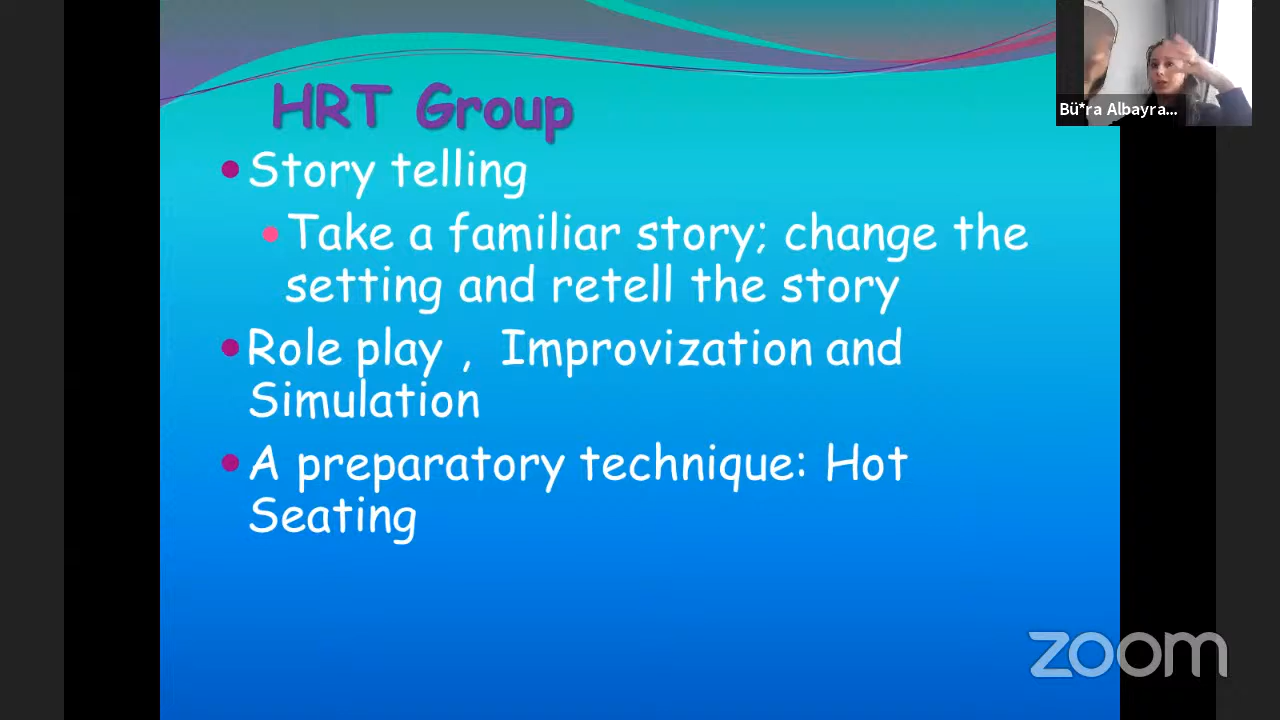 HRT Group
Bü*ra Albayra...
• Story telling
• Take a familiar story; change the
setting and retell the story
• Role play , Improvization and
Simulation
• A preparatory technique: Hot
Seating
zoom